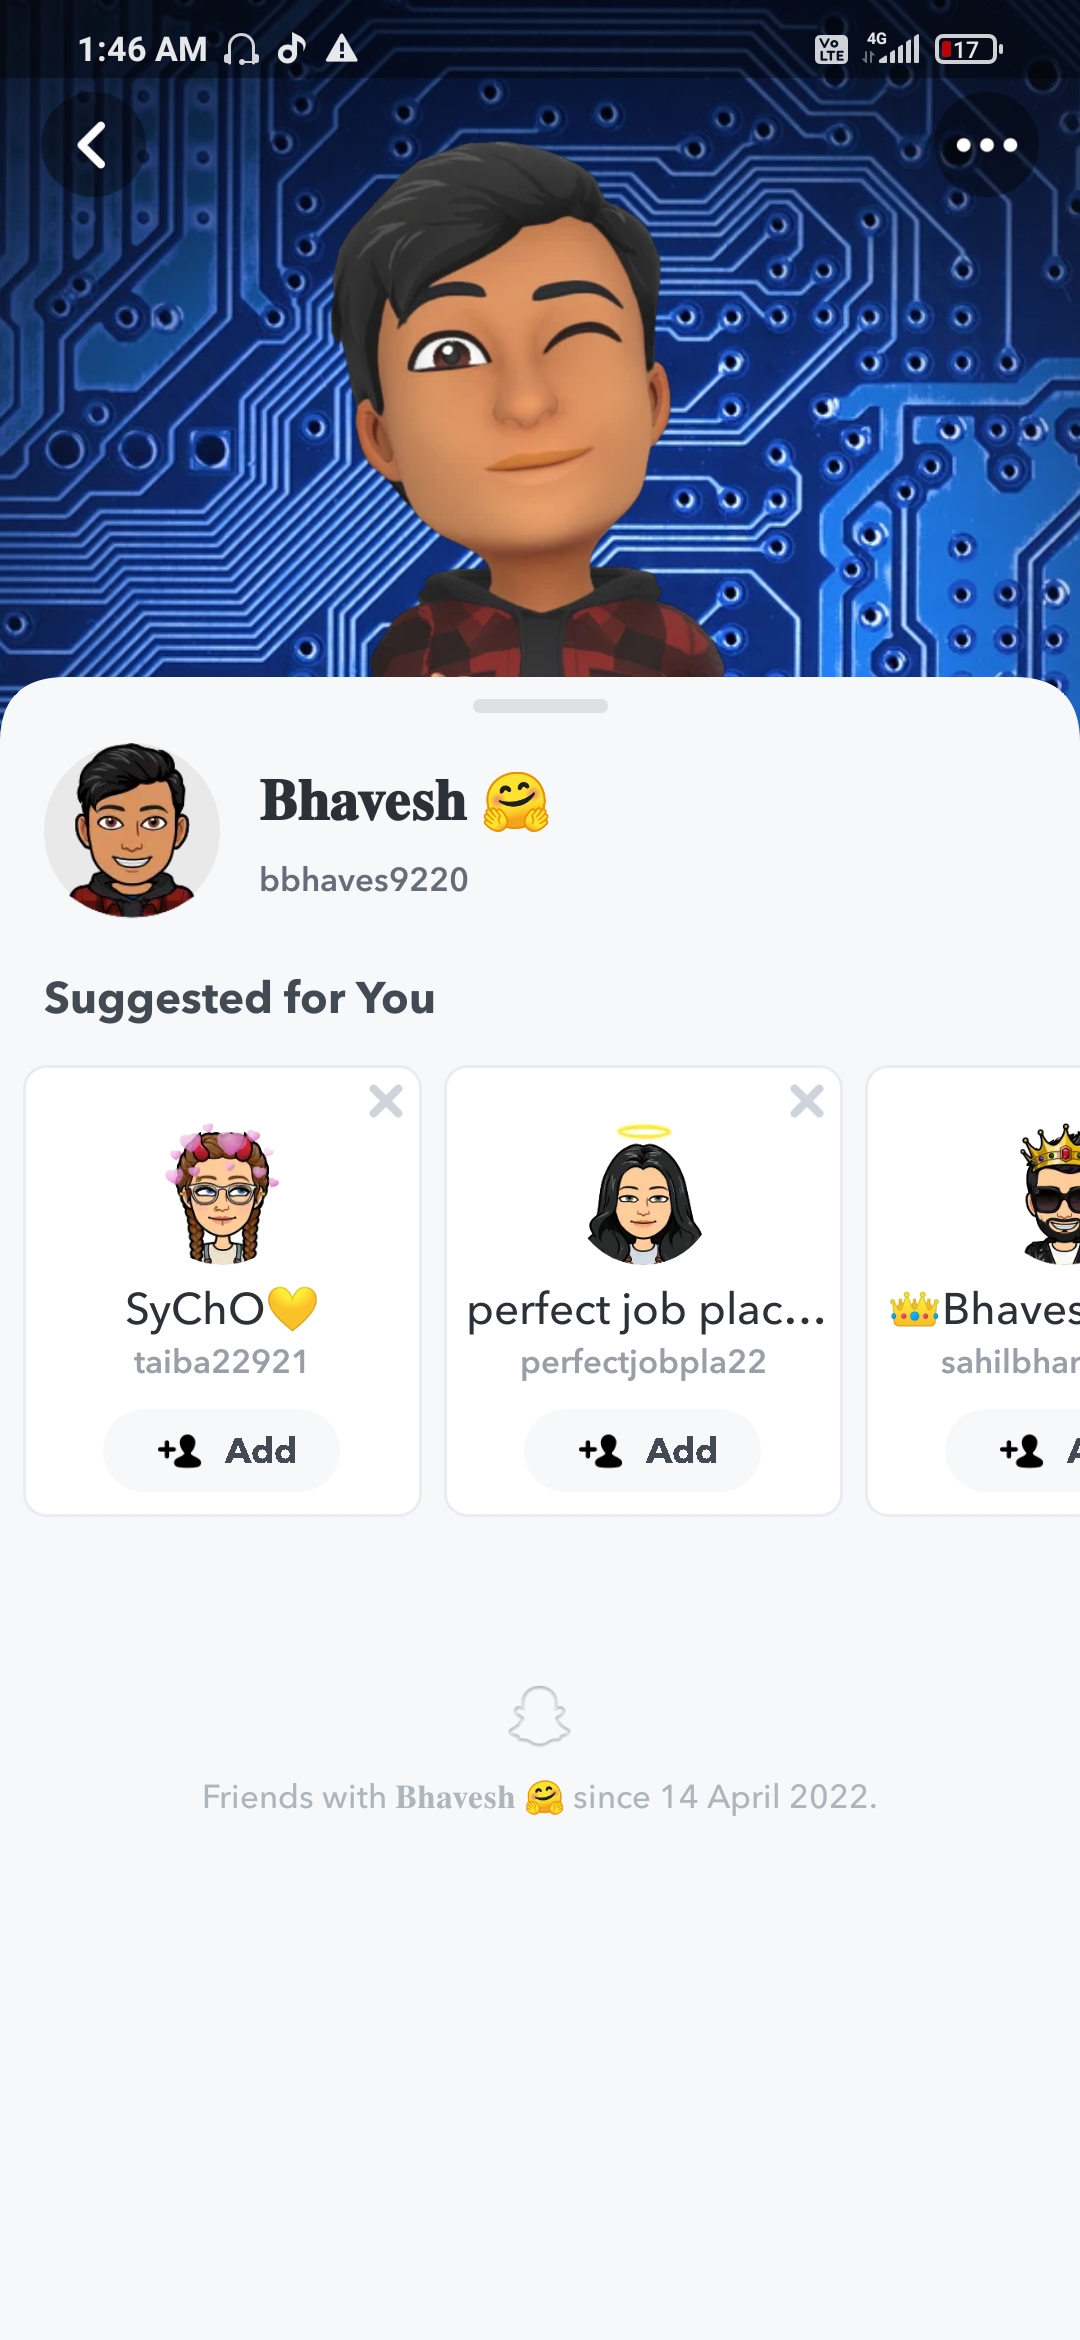 1:46 AM
Vo LTE 4G 17
𝐁𝐡𝐚𝐯𝐞𝐬𝐡 🤗
bbhaves9220
Suggested for You
SyChO💛
taiba22921
Add
perfect job plac...
perfectjobpla22
Add
👑Bhaves
sahilbhar
Friends with 𝐁𝐡𝐚𝐯𝐞𝐬𝐡 🤗 since 14 April 2022.